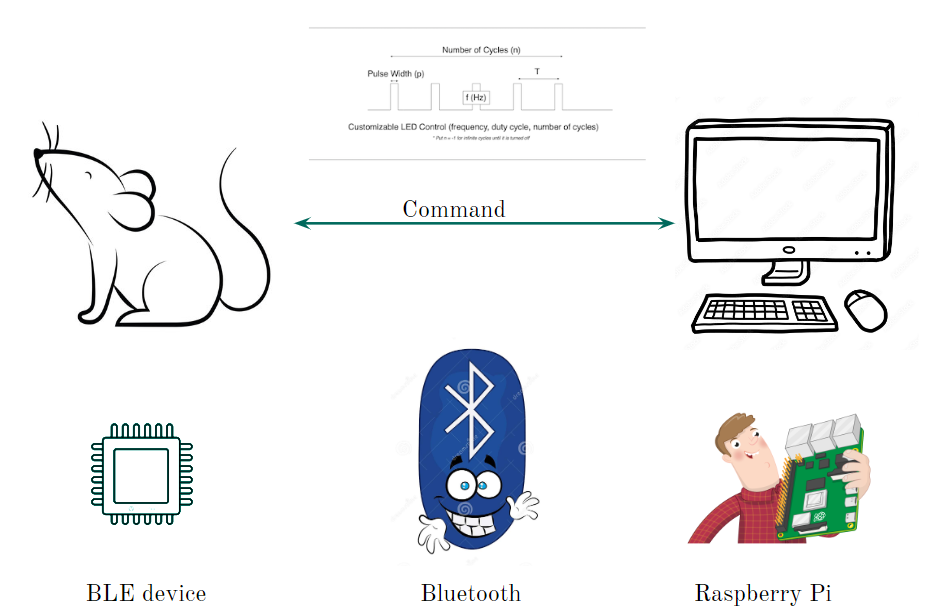 Number of Cycles (n)
Pulse Width (p)
T
f (Hz)
Customizable LED Control (frequency, duty cycle, number of cycles)
* Put n = -1 for infinite cycles until it is turned off
Command
BLE device
Bluetooth
Raspberry Pi